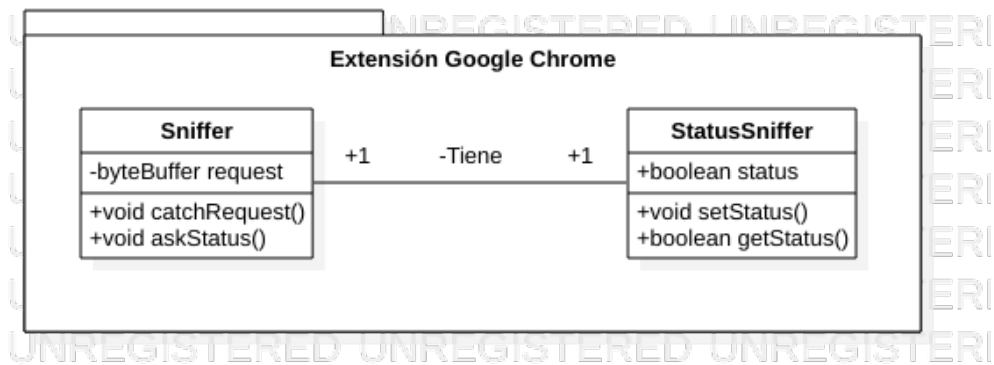 Extensión Google Chrome
Sniffer
-byteBuffer request
+void catchRequest()
+void askStatus()
+1 -Tiene +1
StatusSniffer
+boolean status
+void setStatus()
+boolean getStatus()
UNREGISTERED UNREGISTERED